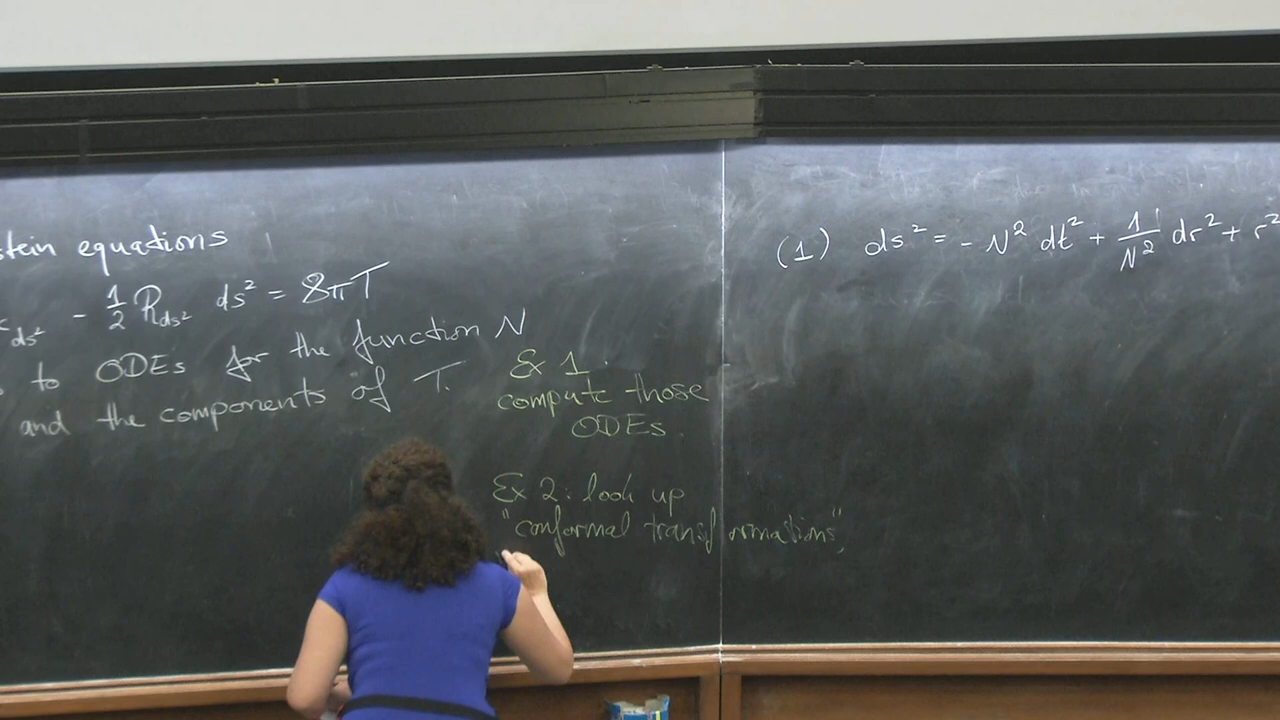 stein equations
ds² - 1/2 R_ds² ds² = 8πT
to ODEs for the function N
and the components of T.
Ex 1
compute those
ODEs.
Ex 2: look up
"conformal transformations",
(1) ds² = - N² dt² + 1/N² dr² + r²